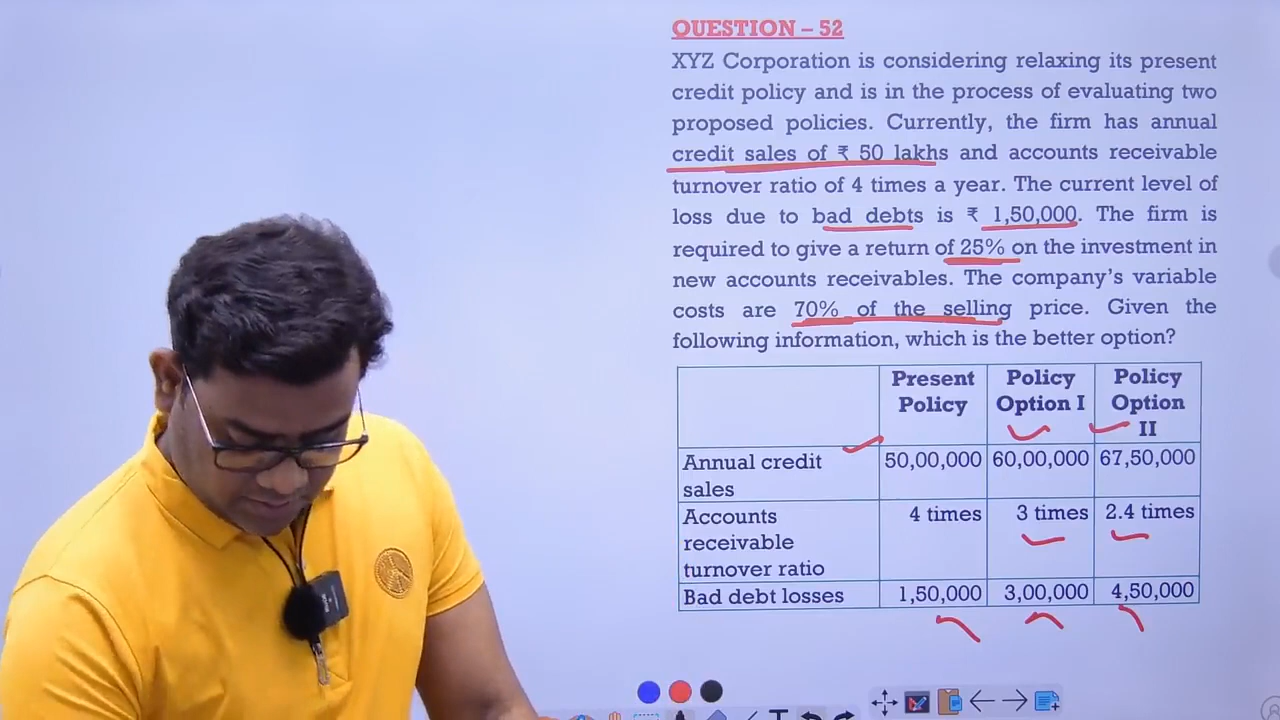 QUESTION – 52
XYZ Corporation is considering relaxing its present
credit policy and is in the process of evaluating two
proposed policies. Currently, the firm has annual
credit sales of ₹ 50 lakhs and accounts receivable
turnover ratio of 4 times a year. The current level of
loss due to bad debts is ₹ 1,50,000. The firm is
required to give a return of 25% on the investment in
new accounts receivables. The company's variable
costs are 70% of the selling price. Given the
following information, which is the better option?
Present Policy
Policy Option I
Policy Option II
Annual credit sales 50,00,000 60,00,000 67,50,000
Accounts receivable turnover ratio 4 times 3 times 2.4 times
Bad debt losses 1,50,000 3,00,000 4,50,000